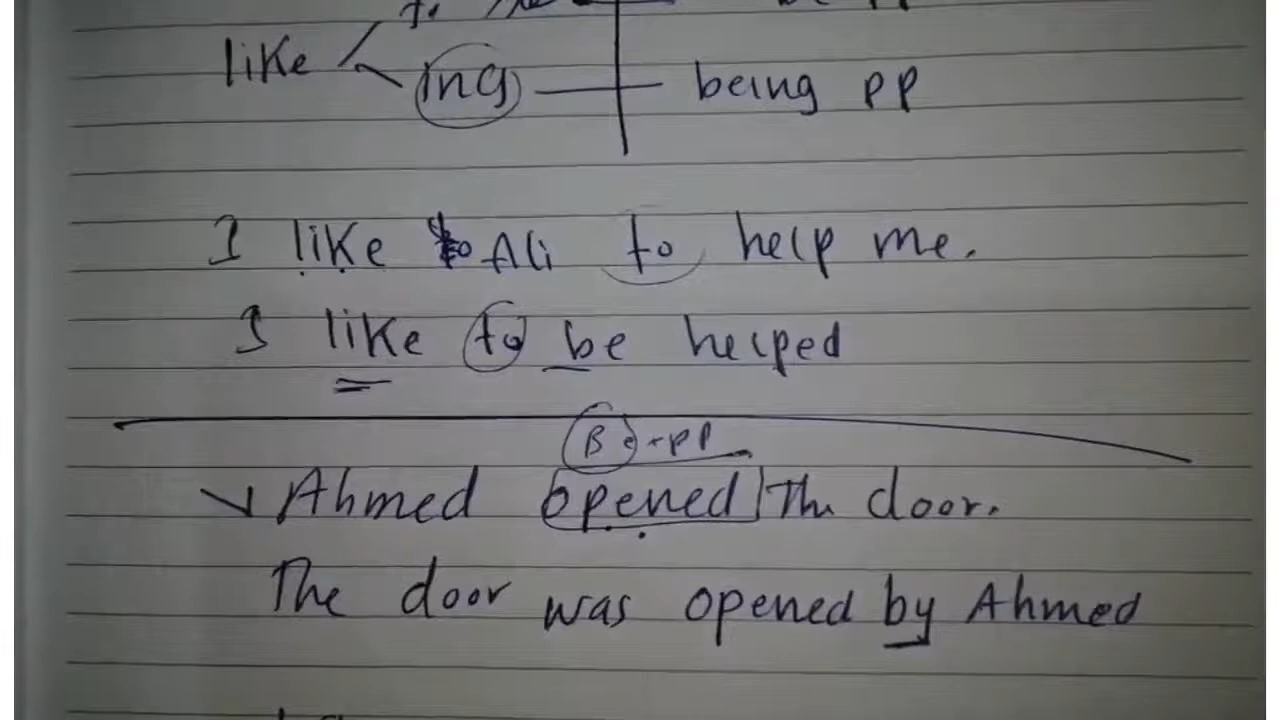 to
like ing being pp
I like Ali to help me.
I like to be helped
Be + pp
Ahmed opened The door.
The door was opened by Ahmed